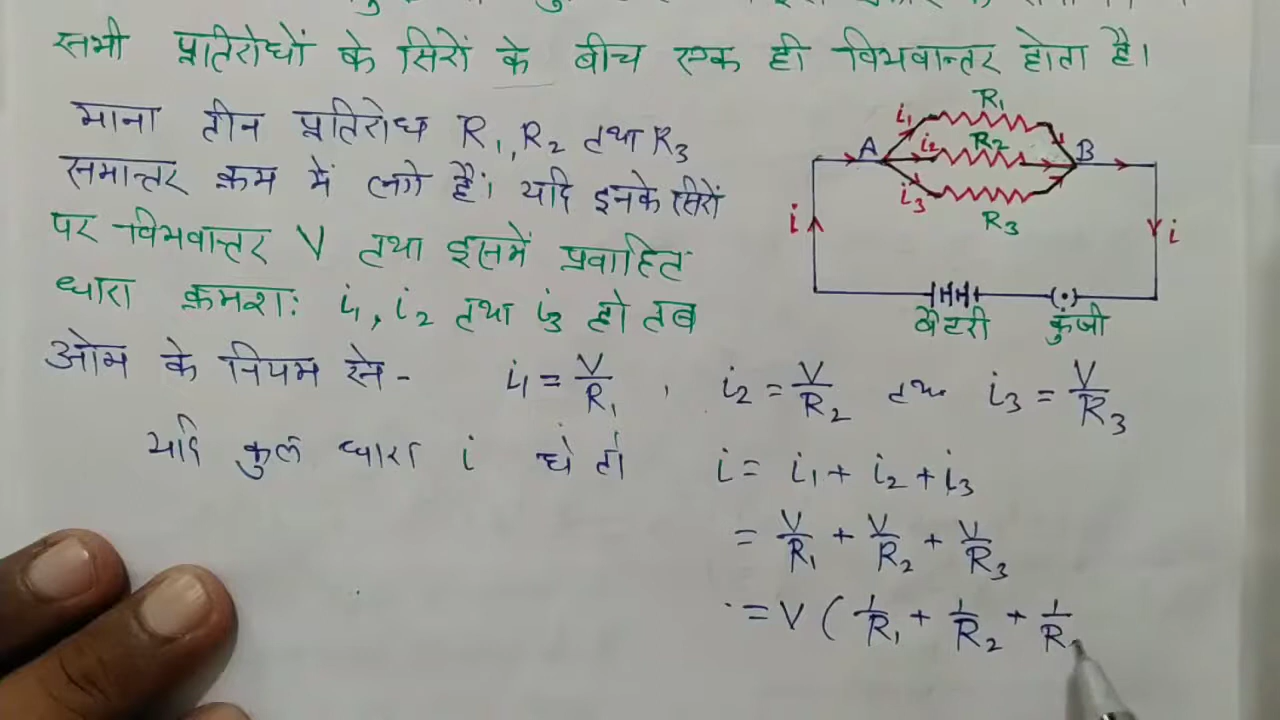 सभी प्रतिरोधों के सिरों के बीच एक ही विभवान्तर होता है।
माना तीन प्रतिरोध R₁, R₂ तथा R₃
समान्तर क्रम में लगे हैं। यदि इनके सिरों
पर विभवान्तर V तथा इसमें प्रवाहित
धारा क्रमशः i₁, i₂ तथा i₃ हो तब
ओम के नियम से - i₁ = V/R₁ , i₂ = V/R₂ तथा i₃ = V/R₃
यदि कुल धारा i है तो i = i₁ + i₂ + i₃
= V/R₁ + V/R₂ + V/R₃
= V ( 1/R₁ + 1/R₂ + 1/R
R₁
i₁
A i₂ R₂ B
i₃ R₃
i i
बैटरी कुंजी